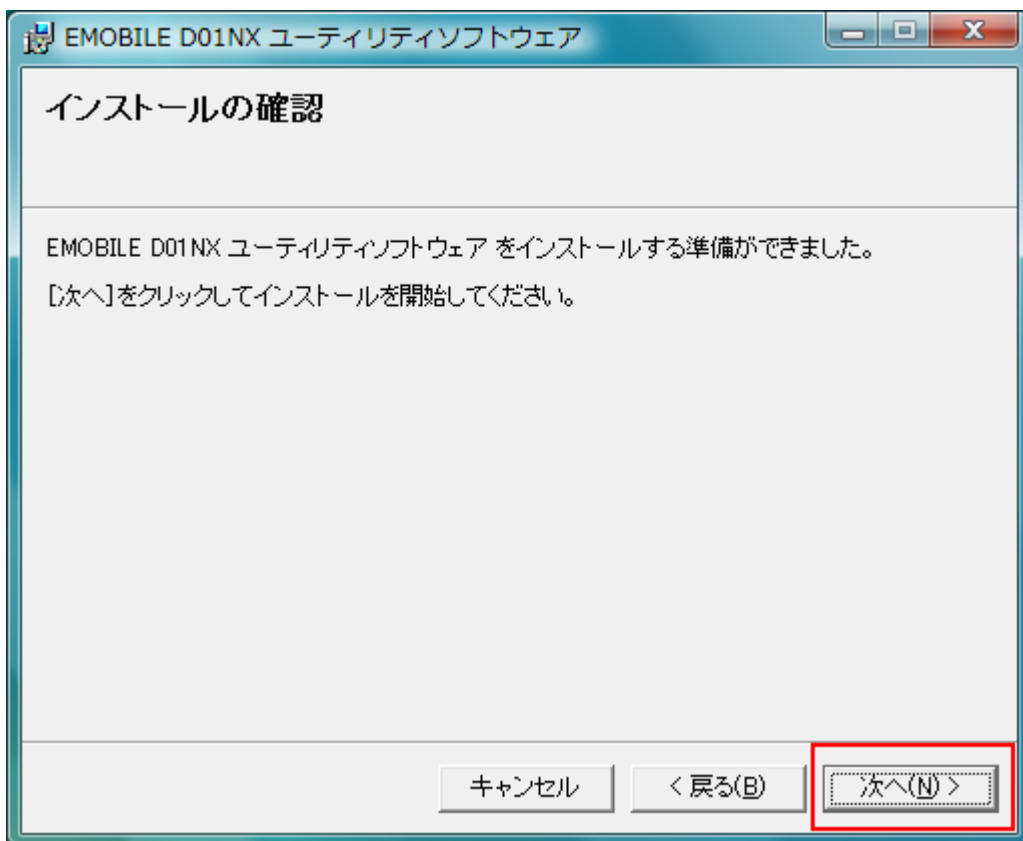 EMOBILE D01NX ユーティリティソフトウェア
インストールの確認
EMOBILE D01NX ユーティリティソフトウェア をインストールする準備ができました。
[次へ]をクリックしてインストールを開始してください。
キャンセル
< 戻る(B)
次へ(N) >